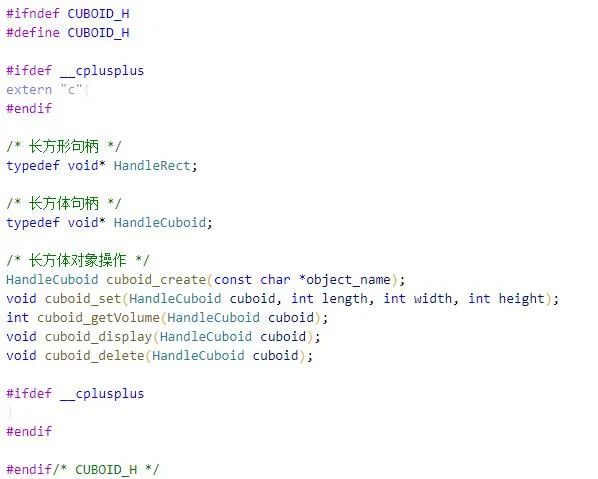 #ifndef CUBOID_H
#define CUBOID_H
#ifdef __cplusplus
extern "c"{
#endif
/* 长方形句柄 */
typedef void* HandleRect;
/* 长方体句柄 */
typedef void* HandleCuboid;
/* 长方体对象操作 */
HandleCuboid cuboid_create(const char *object_name);
void cuboid_set(HandleCuboid cuboid, int length, int width, int height);
int cuboid_getVolume(HandleCuboid cuboid);
void cuboid_display(HandleCuboid cuboid);
void cuboid_delete(HandleCuboid cuboid);
#ifdef __cplusplus
}
#endif
#endif/* CUBOID_H */